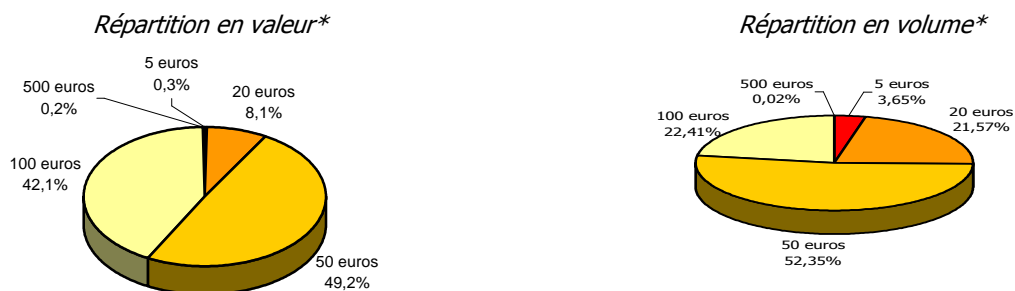 Répartition en valeur*
5 euros
0,3%
500 euros
0,2%
20 euros
8,1%
100 euros
42,1%
50 euros
49,2%
Répartition en volume*
500 euros
0,02%
5 euros
3,65%
20 euros
21,57%
100 euros
22,41%
50 euros
52,35%